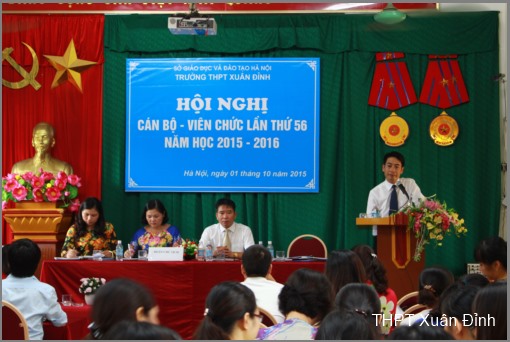 SỞ GIÁO DỤC VÀ ĐÀO TẠO HÀ NỘI
TRƯỜNG THPT XUÂN ĐỈNH
HỘI NGHỊ
CÁN BỘ - VIÊN CHỨC LẦN THỨ 56
NĂM HỌC 2015 - 2016
Hà Nội, ngày 01 tháng 10 năm 2015
THPT Xuân Đỉnh